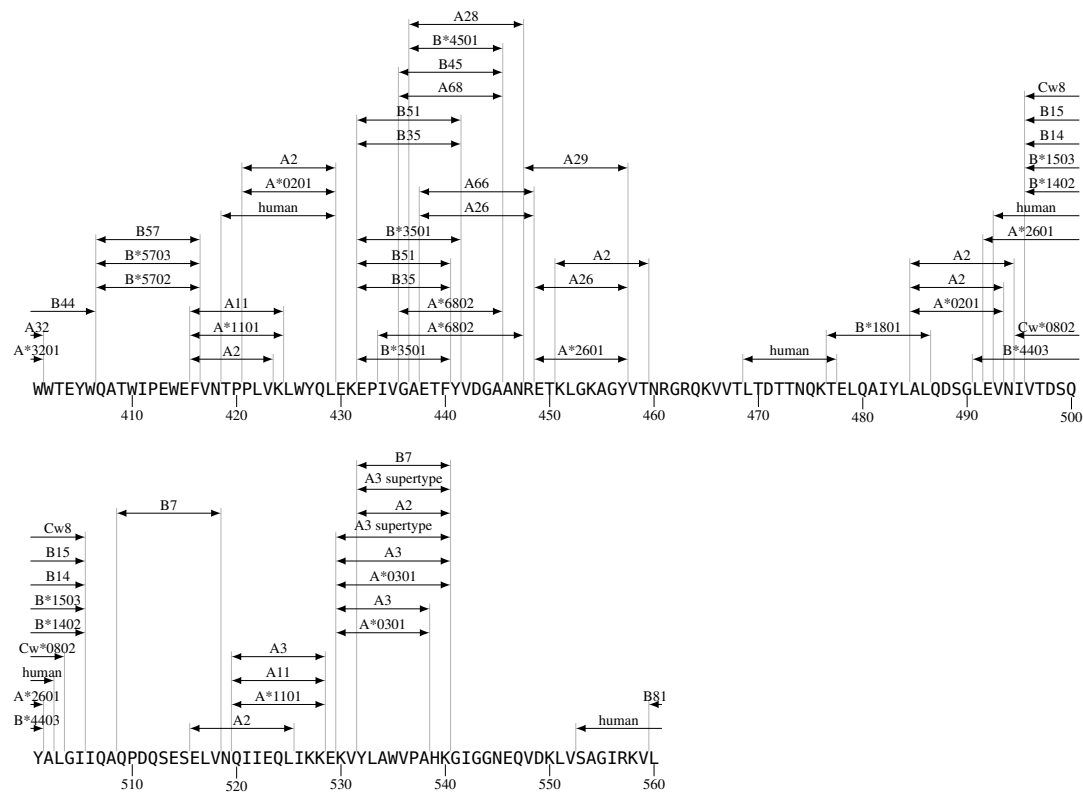 A28
B*4501
B45
A68 Cw8
B51 B15
B35 B14
A2 A29 B*1503
A*0201 A66 B*1402
human A26 human
B57 B*3501 A*2601
B*5703 B51 A2 A2
B*5702 B35 A26 A2
B44 A11 A*6802 A*0201
A32 A*1101 A*6802 B*1801 Cw*0802
A*3201 A2 B*3501 A*2601 human B*4403
WWTEYWQATWIPEWEFVNTPPLVKLWYQLEKEPIVGAETFYVDGAANRETKLGKAGYVTNRGRQKVVTLTDTTNQKTELQAIYLALQDSGLEVNIVTDSQ
410 420 430 440 450 460 470 480 490 500
B7
A3 supertype
B7 A2
Cw8 A3 supertype
B15 A3
B14 A*0301
B*1503 A3
B*1402 A*0301
Cw*0802 A3
human A11
A*2601 A*1101 B81
B*4403 A2 human
YALGIIQAQPDQSESELVNQIIEQLIKKEKVYLAWVPAHKGIGGNEQVDKLVSAGIRKVL
510 520 530 540 550 560